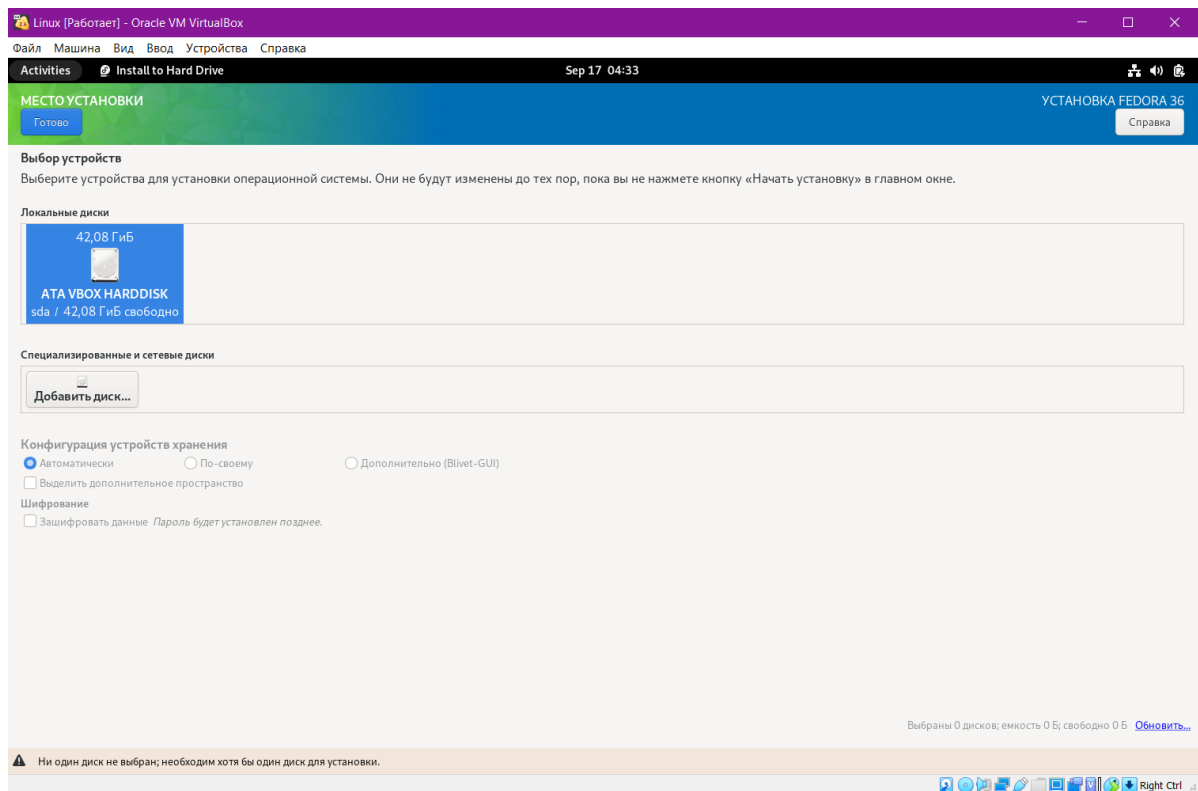 Linux [Работает] - Oracle VM VirtualBox
Файл Машина Вид Ввод Устройства Справка
Activities Install to Hard Drive Sep 17 04:33
МЕСТО УСТАНОВКИ УСТАНОВКА FEDORA 36
Готово Справка
Выбор устройств
Выберите устройства для установки операционной системы. Они не будут изменены до тех пор, пока вы не нажмете кнопку «Начать установку» в главном окне.
Локальные диски
42,08 ГиБ
ATA VBOX HARDDISK
sda / 42,08 ГиБ свободно
Специализированные и сетевые диски
Добавить диск...
Конфигурация устройств хранения
Автоматически По-своему Дополнительно (Blivet-GUI)
Выделить дополнительное пространство
Шифрование
Зашифровать данные Пароль будет установлен позднее.
Выбраны 0 дисков; емкость 0 Б; свободно 0 Б Обновить...
Ни один диск не выбран; необходим хотя бы один диск для установки.
Right Ctrl